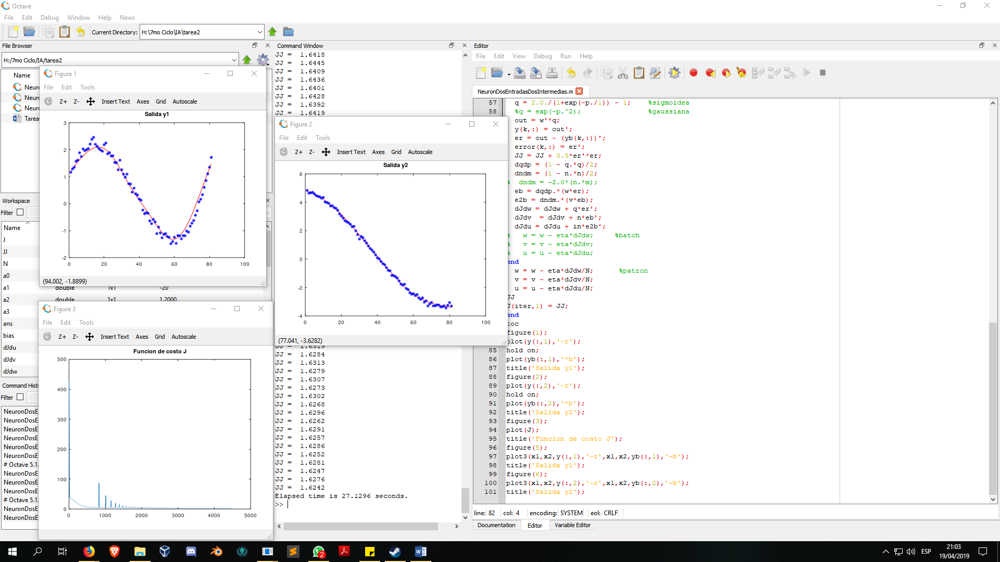 Octave
File Edit Debug Window Help News
Current Directory: H:\7mo Ciclo\IA\tarea2
File Browser
H:/7mo Ciclo/IA/tarea2
Name
Neuro
Neuro
Neuro
Tarea
Workspace
Filter
Name
J
JJ
N
a0
a1 double 1x1 -20
a2 double 1x1 1.2000
a3
ans
bias
dJdu
dJdv
dJdw
Command Histo
Filter
NeuronDosE
NeuronDosE
NeuronDosE
NeuronDosE
NeuronDosE
NeuronDosE
# Octave 5.1.
NeuronDosE
NeuronDosE
NeuronDosE
# Octave 5.1.
NeuronDosE
NeuronDosE
Figure 1
File Edit Tools
Z+ Z- Insert Text Axes Grid Autoscale
Salida y1
3
2
1
0
-1
-2
0 20 40 60 80 100
(94.002, -1.8899)
Figure 3
File Edit Tools
Z+ Z- Insert Text Axes Grid Autoscale
Funcion de costo J
500
400
300
200
100
0
0 1000 2000 3000 4000 5000
Command Window
JJ = 1.6418
JJ = 1.6445
JJ = 1.6409
JJ = 1.6436
JJ = 1.6401
JJ = 1.6428
JJ = 1.6392
JJ = 1.6419
Figure 2
File Edit Tools
Z+ Z- Insert Text Axes Grid Autoscale
Salida y2
6
4
2
0
-2
-4
0 20 40 60 80 100
(77.041, -3.6282)
JJ = 1.6319
JJ = 1.6284
JJ = 1.6313
JJ = 1.6279
JJ = 1.6307
JJ = 1.6273
JJ = 1.6302
JJ = 1.6268
JJ = 1.6296
JJ = 1.6262
JJ = 1.6291
JJ = 1.6257
JJ = 1.6286
JJ = 1.6252
JJ = 1.6281
JJ = 1.6247
JJ = 1.6276
JJ = 1.6242
Elapsed time is 27.1296 seconds.
>>
Editor
File Edit View Debug Run Help
NeuronDosEntradasDosIntermedias.m
57 q = 2.0./(1+exp(-p./1)) - 1; %sigmoidea
58 %q = exp(-p.^2); %gaussiana
out = w'*q;
y(k,:) = out';
er = out - (yb(k,:))';
error(k,:) = er';
JJ = JJ + 0.5*er'*er;
dqdp = (1 - q.*q)/2;
dndm = (1 - n.*n)/2;
% dndm = -2.0*(n.*m);
eb = dqdp.*(w*er);
e2b = dndm.*(v*eb);
dJdw = dJdw + q*er';
dJdv = dJdv + n*eb';
dJdu = dJdu + in*e2b';
% w = w - eta*dJdw; %batch
% v = v - eta*dJdv;
% u = u - eta*dJdu;
end
w = w - eta*dJdw/N; %patron
v = v - eta*dJdv/N;
u = u - eta*dJdu/N;
JJ
J(iter,1) = JJ;
end
toc
figure(1);
plot(y(:,1),'-r');
85 hold on;
86 plot(yb(:,1),'*b');
87 title('Salida y1');
88 figure(2);
89 plot(y(:,2),'-r');
90 hold on;
91 plot(yb(:,2),'*b');
92 title('Salida y2');
93 figure(3);
94 plot(J);
95 title('Funcion de costo J');
96 figure(5);
97 plot3(x1,x2,y(:,1),'-r',x1,x2,yb(:,1),'-b');
98 title('Salida y1');
99 figure(6);
100 plot3(x1,x2,y(:,2),'-r',x1,x2,yb(:,2),'-b');
101 title('Salida y2');
line: 82 col: 4 encoding: SYSTEM eol: CRLF
Documentation Editor Variable Editor
2
ESP
21:03
19/04/2019